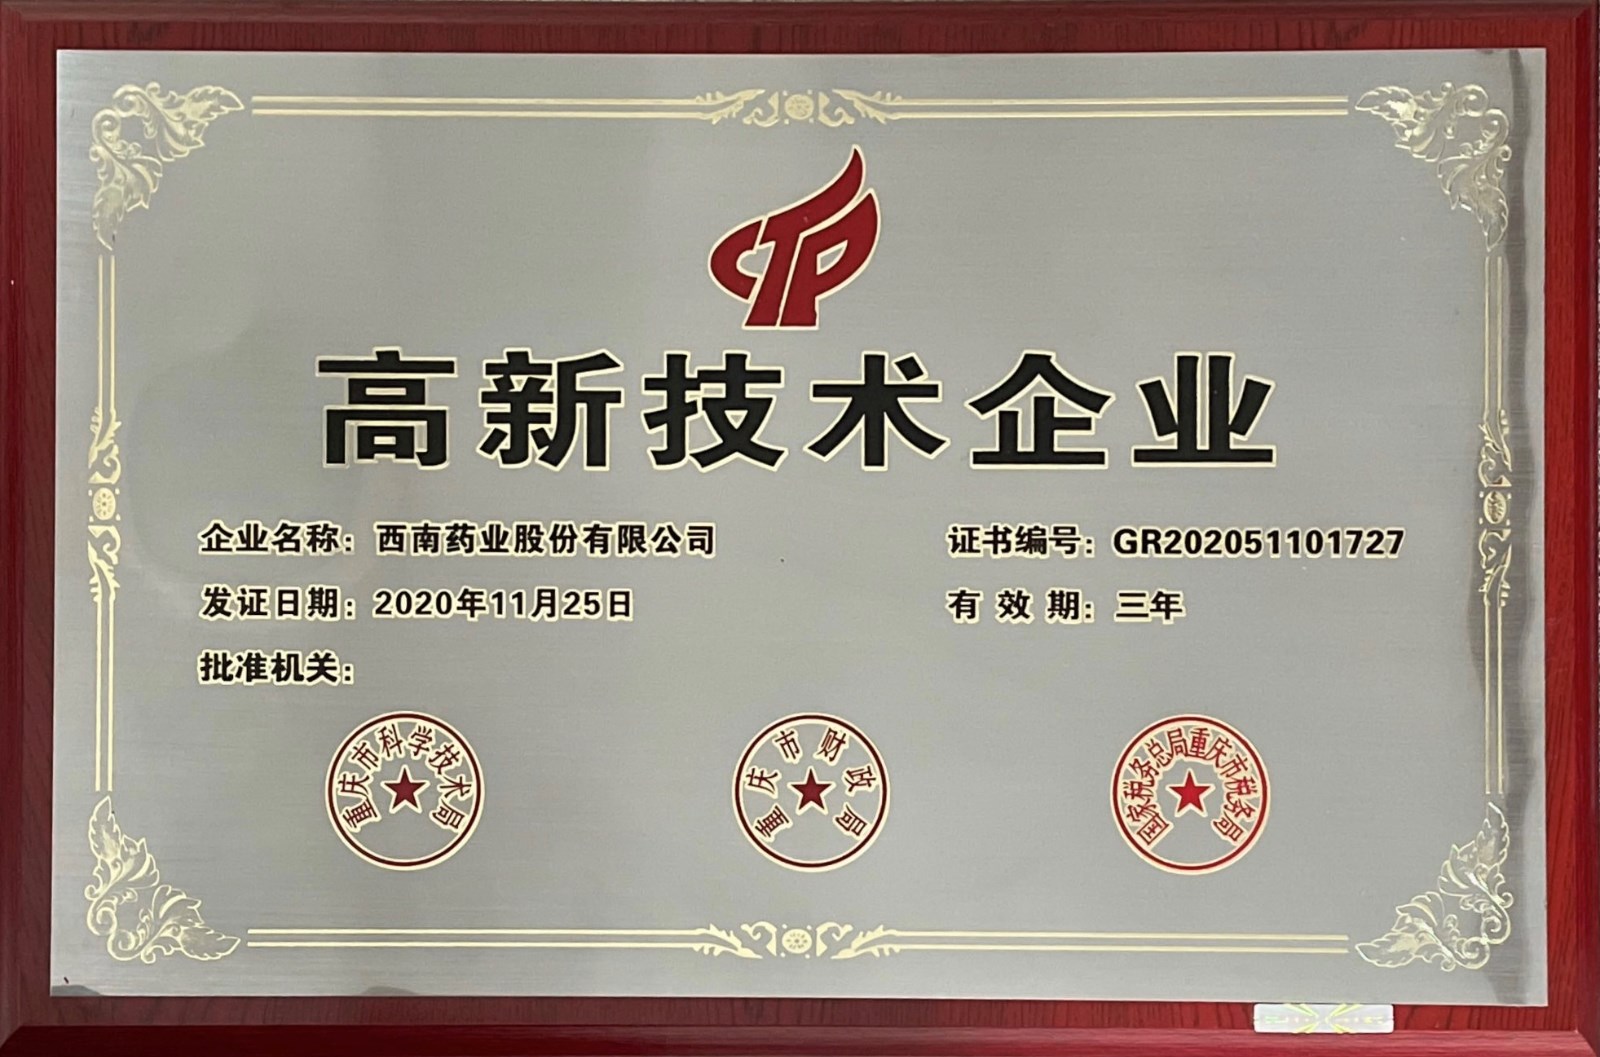 CTP
高新技术企业
企业名称：西南药业股份有限公司
证书编号：GR202051101727
发证日期：2020年11月25日
有效期：三年
批准机关：
重庆市科学技术局
重庆市财政局
国家税务总局重庆市税务局